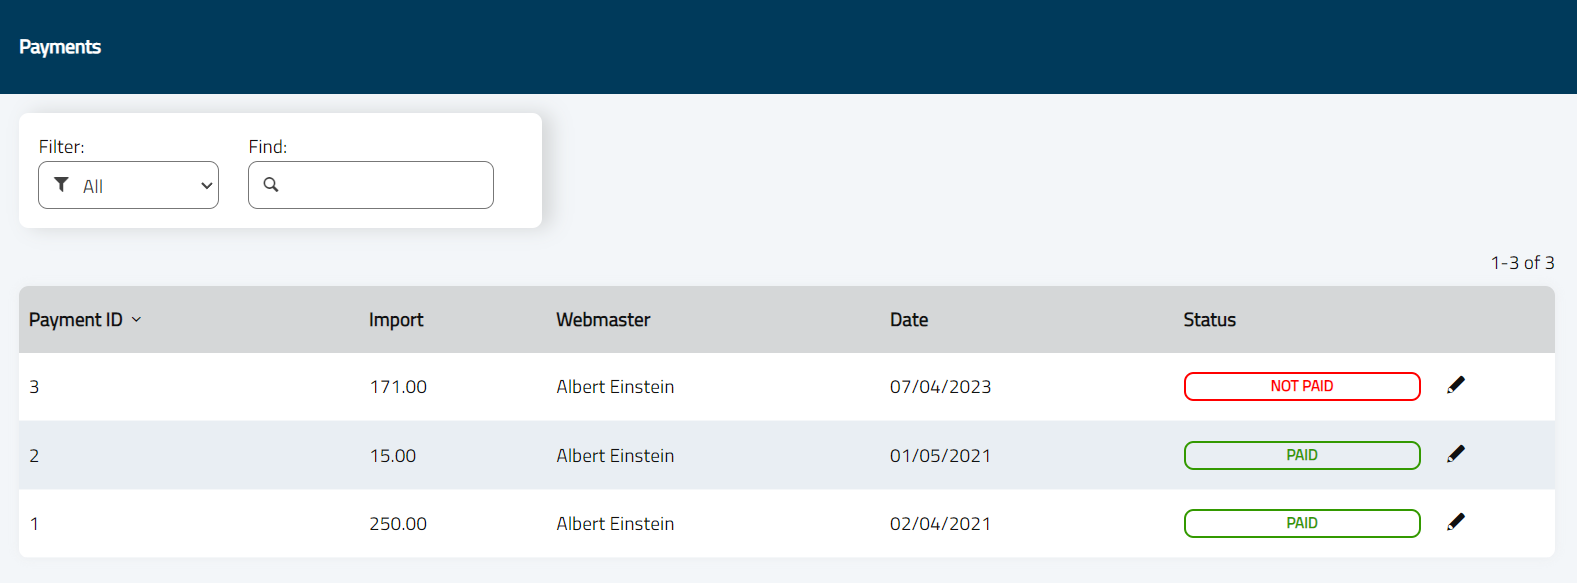 Payments
Filter: Find:
All
1-3 of 3
Payment ID Import Webmaster Date Status
3 171.00 Albert Einstein 07/04/2023 NOT PAID
2 15.00 Albert Einstein 01/05/2021 PAID
1 250.00 Albert Einstein 02/04/2021 PAID